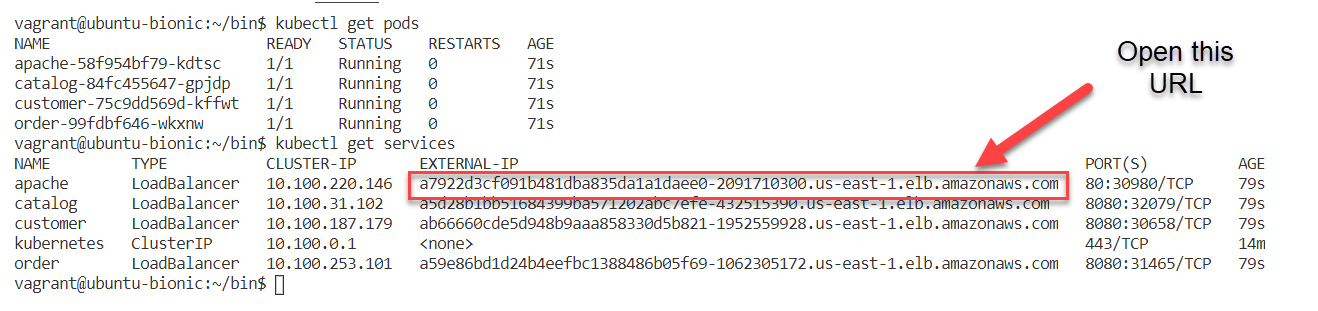 vagrant@ubuntu-bionic:~/bin$ kubectl get pods
NAME READY STATUS RESTARTS AGE
apache-58f954bf79-kdtsc 1/1 Running 0 71s
catalog-84fc455647-gpjdp 1/1 Running 0 71s
customer-75c9dd569d-kffwt 1/1 Running 0 71s
order-99fdbf646-wkxnw 1/1 Running 0 71s
Open this
URL
vagrant@ubuntu-bionic:~/bin$ kubectl get services
NAME TYPE CLUSTER-IP EXTERNAL-IP PORT(S) AGE
apache LoadBalancer 10.100.220.146 a7922d3cf091b481dba835da1a1daee0-2091710300.us-east-1.elb.amazonaws.com 80:30980/TCP 79s
catalog LoadBalancer 10.100.31.102 a5d28b1bb51684399ba571202abc7efe-432515390.us-east-1.elb.amazonaws.com 8080:32079/TCP 79s
customer LoadBalancer 10.100.187.179 ab66660cde5d948b9aaa858330d5b821-1952559928.us-east-1.elb.amazonaws.com 8080:30658/TCP 79s
kubernetes ClusterIP 10.100.0.1 <none> 443/TCP 14m
order LoadBalancer 10.100.253.101 a59e86bd1d24b4eefbc1388486b05f69-1062305172.us-east-1.elb.amazonaws.com 8080:31465/TCP 79s
vagrant@ubuntu-bionic:~/bin$